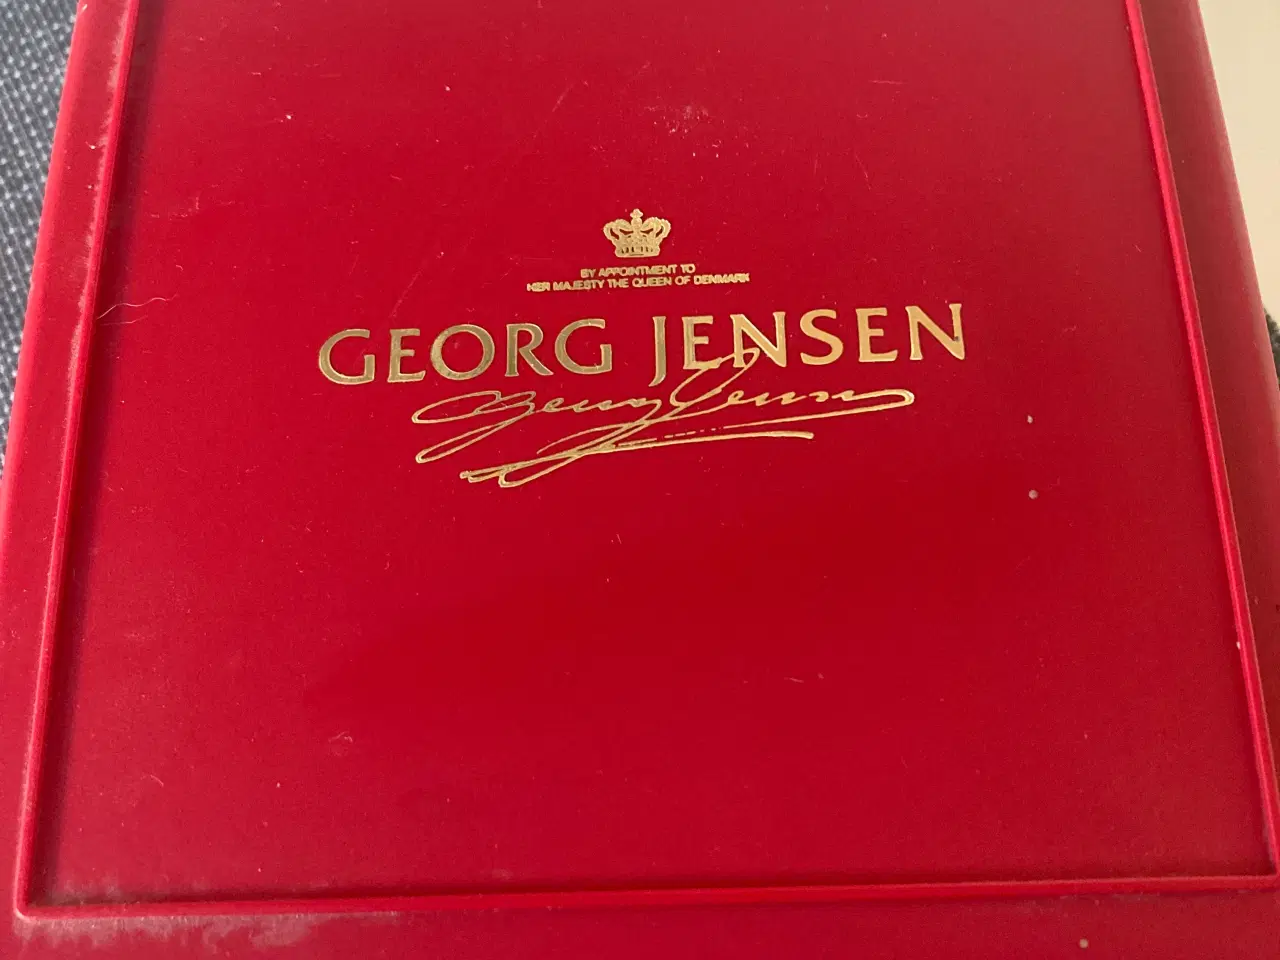 BY APPOINTMENT TO
HER MAJESTY THE QUEEN OF DENMARK
GEORG JENSEN
Georg Jensen